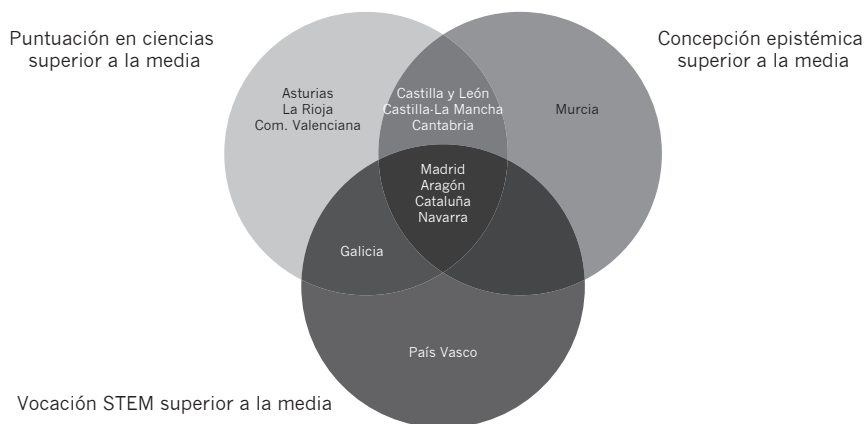 Puntuación en ciencias
superior a la media
Concepción epistémica
superior a la media
Asturias
La Rioja
Com. Valenciana
Castilla y León
Castilla-La Mancha
Cantabria
Murcia
Madrid
Aragón
Cataluña
Navarra
Galicia
País Vasco
Vocación STEM superior a la media